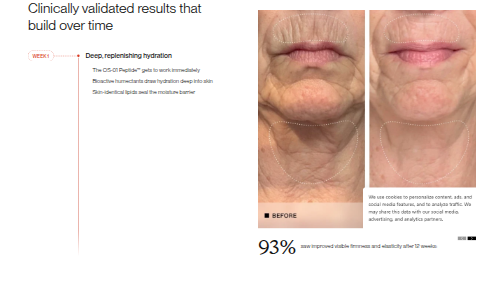 Clinically validated results that
build over time
WEEK 1
Deep, replenishing hydration
The OS-01 Peptide™ gets to work immediately
Bioactive humectants draw hydration deep into skin
Skin-identical lipids seal the moisture barrier
BEFORE
We use cookies to personalize content, ads, and
social media features, and to analyze traffic. We
may share this data with our social media,
advertising, and analytics partners.
93% saw improved visible firmness and elasticity after 12 weeks